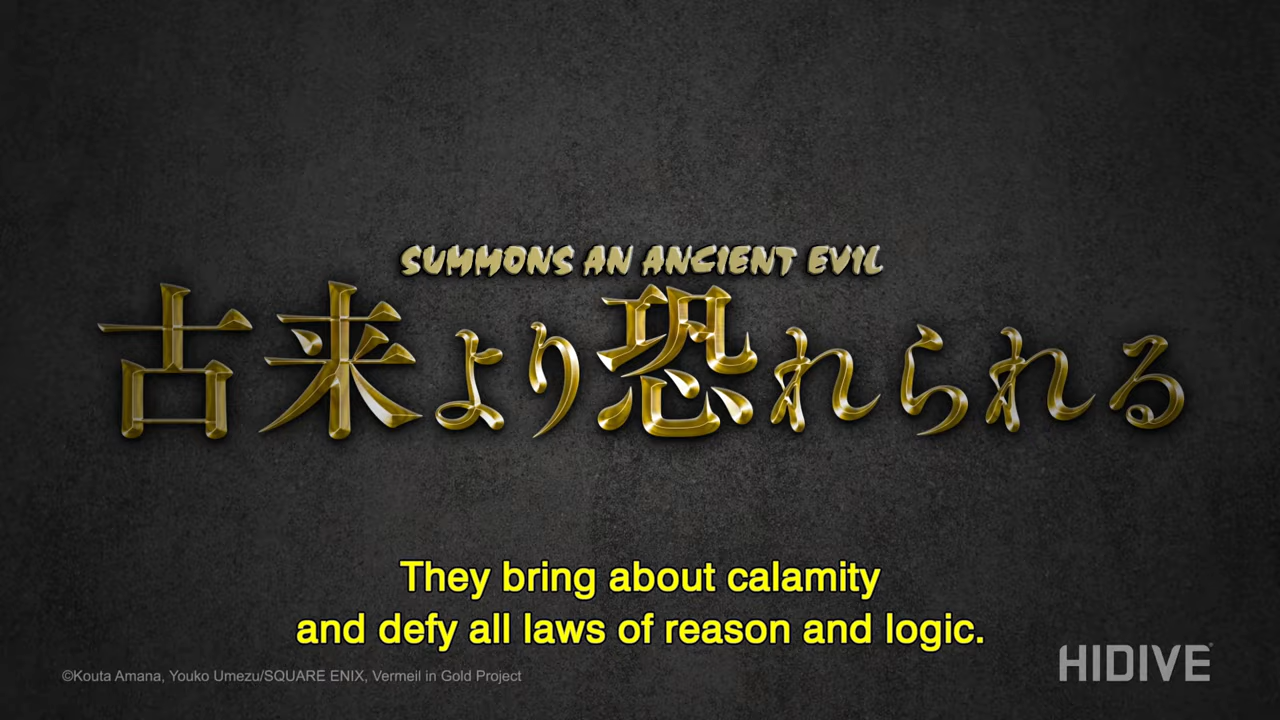 SUMMONS AN ANCIENT EVIL
古来より恐れられる
They bring about calamity
and defy all laws of reason and logic.
©Kouta Amana, Youko Umezu/SQUARE ENIX, Vermeil in Gold Project
HIDIVE